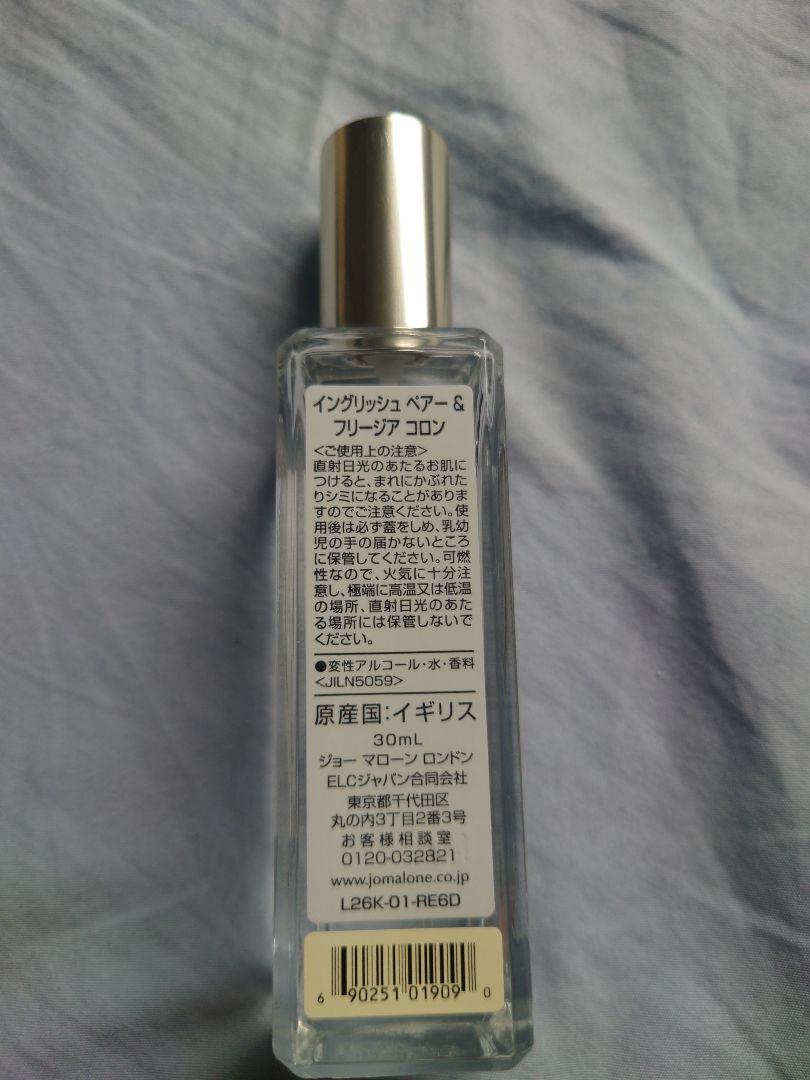 イングリッシュ ペアー &
フリージア コロン
<ご使用上の注意>
直射日光のあたるお肌に
つけると、まれにかぶれた
りシミになることがありま
すのでご注意ください。使
用後は必ず蓋をしめ、乳幼
児の手の届かないところ
に保管してください。可燃
性なので、火気に十分注
意し、極端に高温又は低温
の場所、直射日光のあた
る場所には保管しないで
ください。
●変性アルコール・水・香料
<JILN5059>
原産国:イギリス
30mL
ジョー マローン ロンドン
ELCジャパン合同会社
東京都千代田区
丸の内3丁目2番3号
お客様相談室
0120-032821
www.jomalone.co.jp
L26K-01-RE6D
6 90251 01909 0